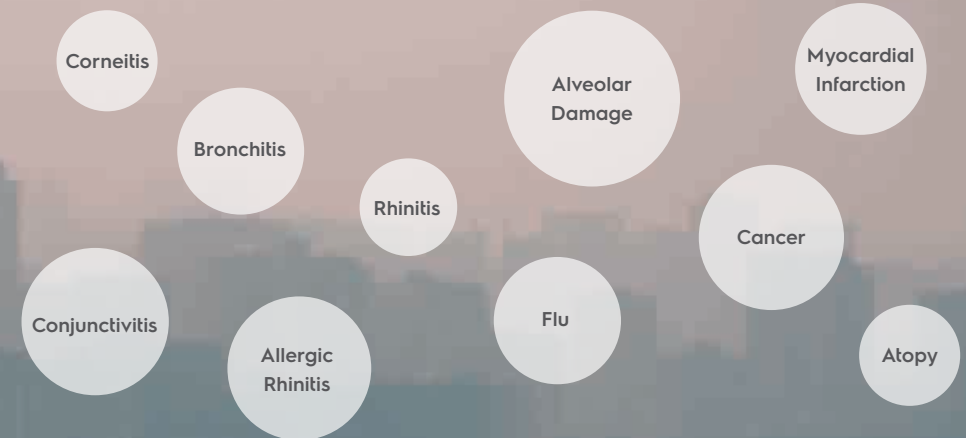 Corneitis
Bronchitis
Rhinitis
Alveolar
Damage
Myocardial
Infarction
Cancer
Conjunctivitis
Allergic
Rhinitis
Flu
Atopy